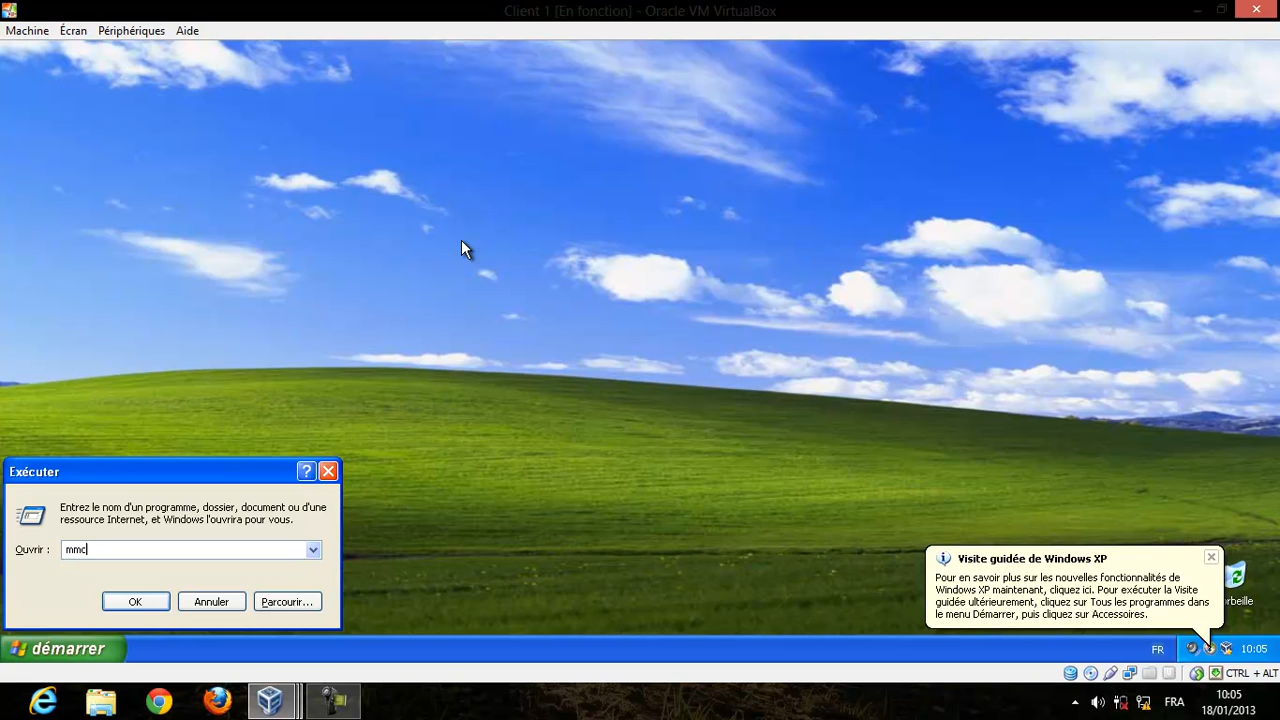 Client 1 [En fonction] - Oracle VM VirtualBox
Machine Écran Périphériques Aide
Exécuter
Entrez le nom d'un programme, dossier, document ou d'une
ressource Internet, et Windows l'ouvrira pour vous.
Ouvrir : mmc
OK Annuler Parcourir...
Visite guidée de Windows XP
Pour en savoir plus sur les nouvelles fonctionnalités de
Windows XP maintenant, cliquez ici. Pour exécuter la Visite
guidée ultérieurement, cliquez sur Tous les programmes dans
le menu Démarrer, puis cliquez sur Accessoires.
orbeille
démarrer
FR
10:05
CTRL + ALT
FRA
10:05
18/01/2013